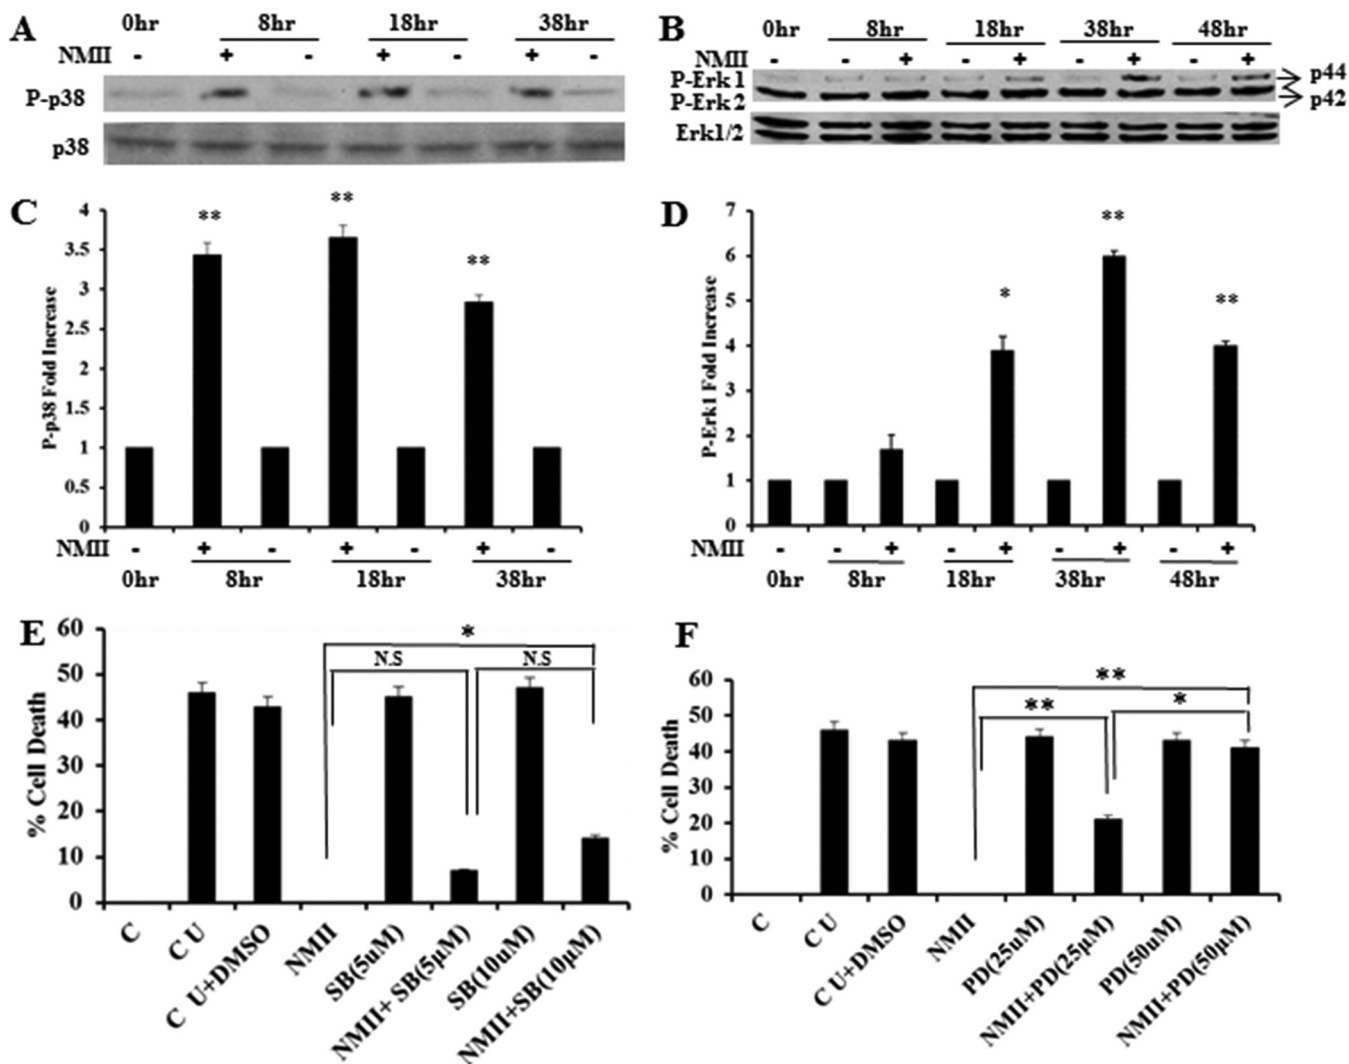 A
0hr 8hr 18hr 38hr
NMII - + - + - + -
P-p38
p38
B
0hr 8hr 18hr 38hr 48hr
NMII - - + - + - + - +
P-Erk 1
P-Erk 2
p44
p42
Erk1/2
C
P-p38 Fold Increase
4
3.5
3
2.5
2
1.5
1
0.5
0
** ** **
NMII - + - + - + -
0hr 8hr 18hr 38hr
D
P-Erk1 Fold Increase
7
6
5
4
3
2
1
0
* ** **
NMII - - + - + - + - +
0hr 8hr 18hr 38hr 48hr
E
% Cell Death
60
50
40
30
20
10
0
*
N.S N.S
C
C U
C U+DMSO
NMII
SB(5uM)
NMII+ SB(5µM)
SB(10uM)
NMII+SB(10µM)
F
% Cell Death
60
50
40
30
20
10
0
**
** *
C
C U
C U+DMSO
NMII
PD(25uM)
NMII+PD(25µM)
PD(50uM)
NMII+PD(50µM)